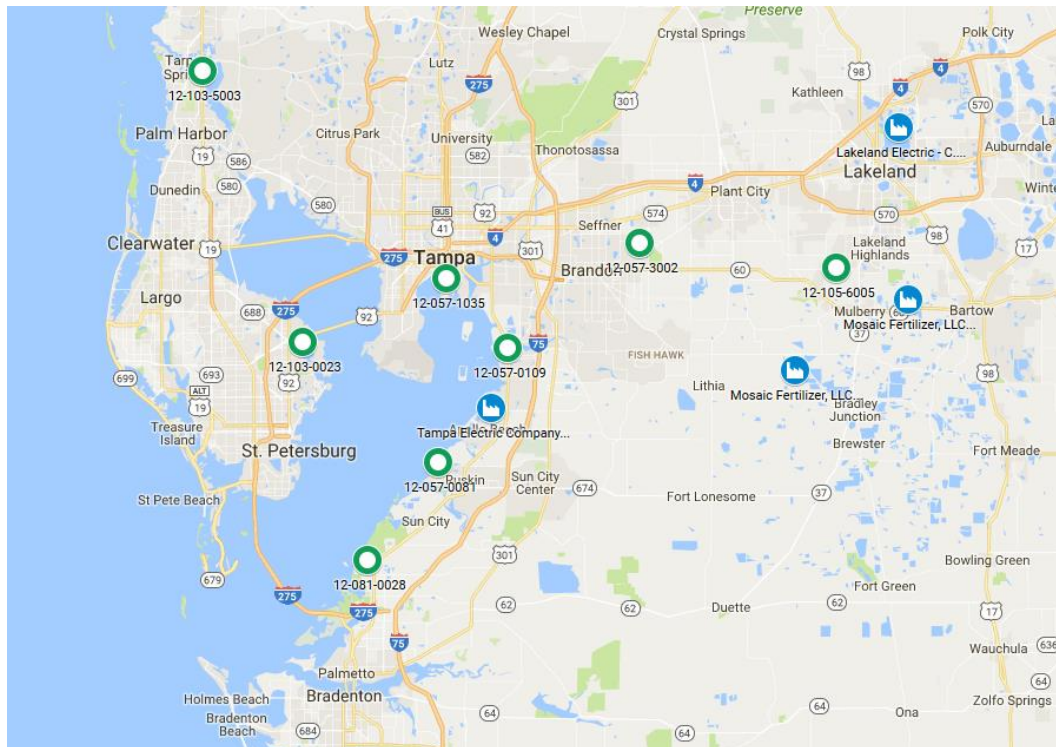 Preserve
Wesley Chapel
Crystal Springs
Polk City
Tarp
Spri
Lutz
275
4
98
Kathleen
4
12-103-5003
301
570
Palm Harbor
Citrus Park
University
Lakeland Electric - C....
Auburndale
19
586
582
Thonotosassa
Lakeland
Dunedin
580
580
BUS
41
92
4
Plant City
Winte
Seffner
574
570
98
Clearwater
19
275
Tampa
4
301
Brandon
12-057-3002
60
Lakeland
Highlands
17
12-057-1035
12-105-6005
Largo
688
275
92
Mulberry
Bartow
Mosaic Fertilizer, LLC...
12-103-0023
75
FISH HAWK
37
699
693
92
12-057-0109
Lithia
Mosaic Fertilizer, LLC...
98
ALT
19
Bradley
Junction
Treasure
Island
Tampa Electric Company...
Brewster
St. Petersburg
Fort Meade
12-057-0081
Ruskin
Sun City
Center
674
St Pete Beach
Sun City
Fort Lonesome
37
301
Bowling Green
679
12-081-0028
275
275
62
62
Duette
62
Fort Green
17
75
Wauchula
636
Palmetto
64
Holmes Beach
Bradenton
Zolfo Springs
Bradenton
Beach
684
64
64
Ona